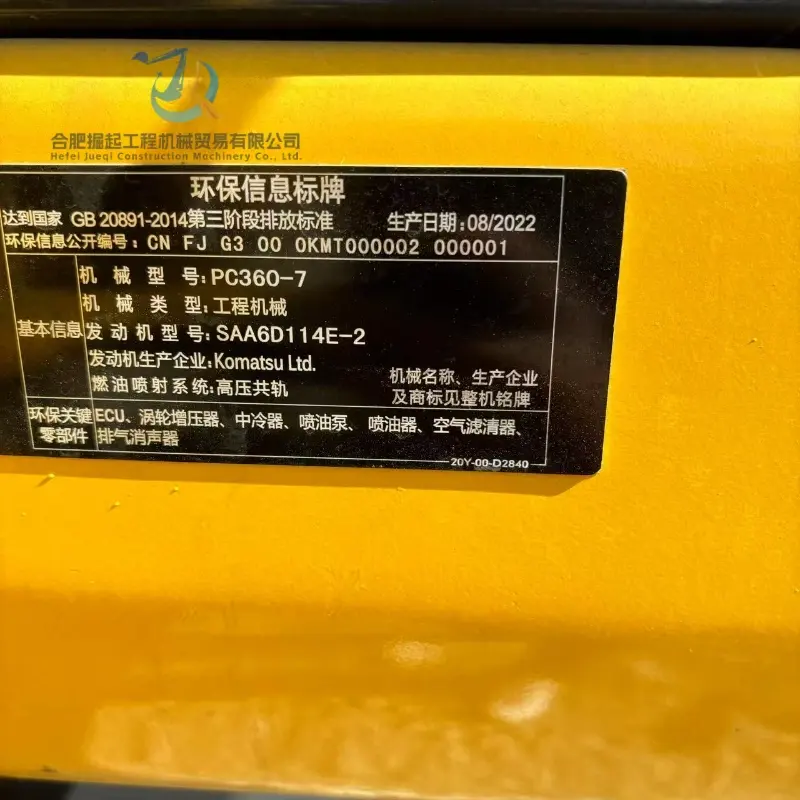 合肥掘起工程机械贸易有限公司
Hefei Jueqi Construction Machinery Co., Ltd.
环保信息标牌
达到国家 GB 20891-2014第三阶段排放标准 生产日期:08/2022
环保信息公开编号: CN FJ G3 00 0KMT000002 000001
基本信息
机械型号:PC360-7
机械类型:工程机械
发动机型号:SAA6D114E-2
发动机生产企业:Komatsu Ltd.
燃油喷射系统:高压共轨
机械名称、生产企业
及商标见整机铭牌
环保关键
零部件
ECU、涡轮增压器、中冷器、喷油泵、喷油器、空气滤清器、
排气消声器
20Y-00-D2840